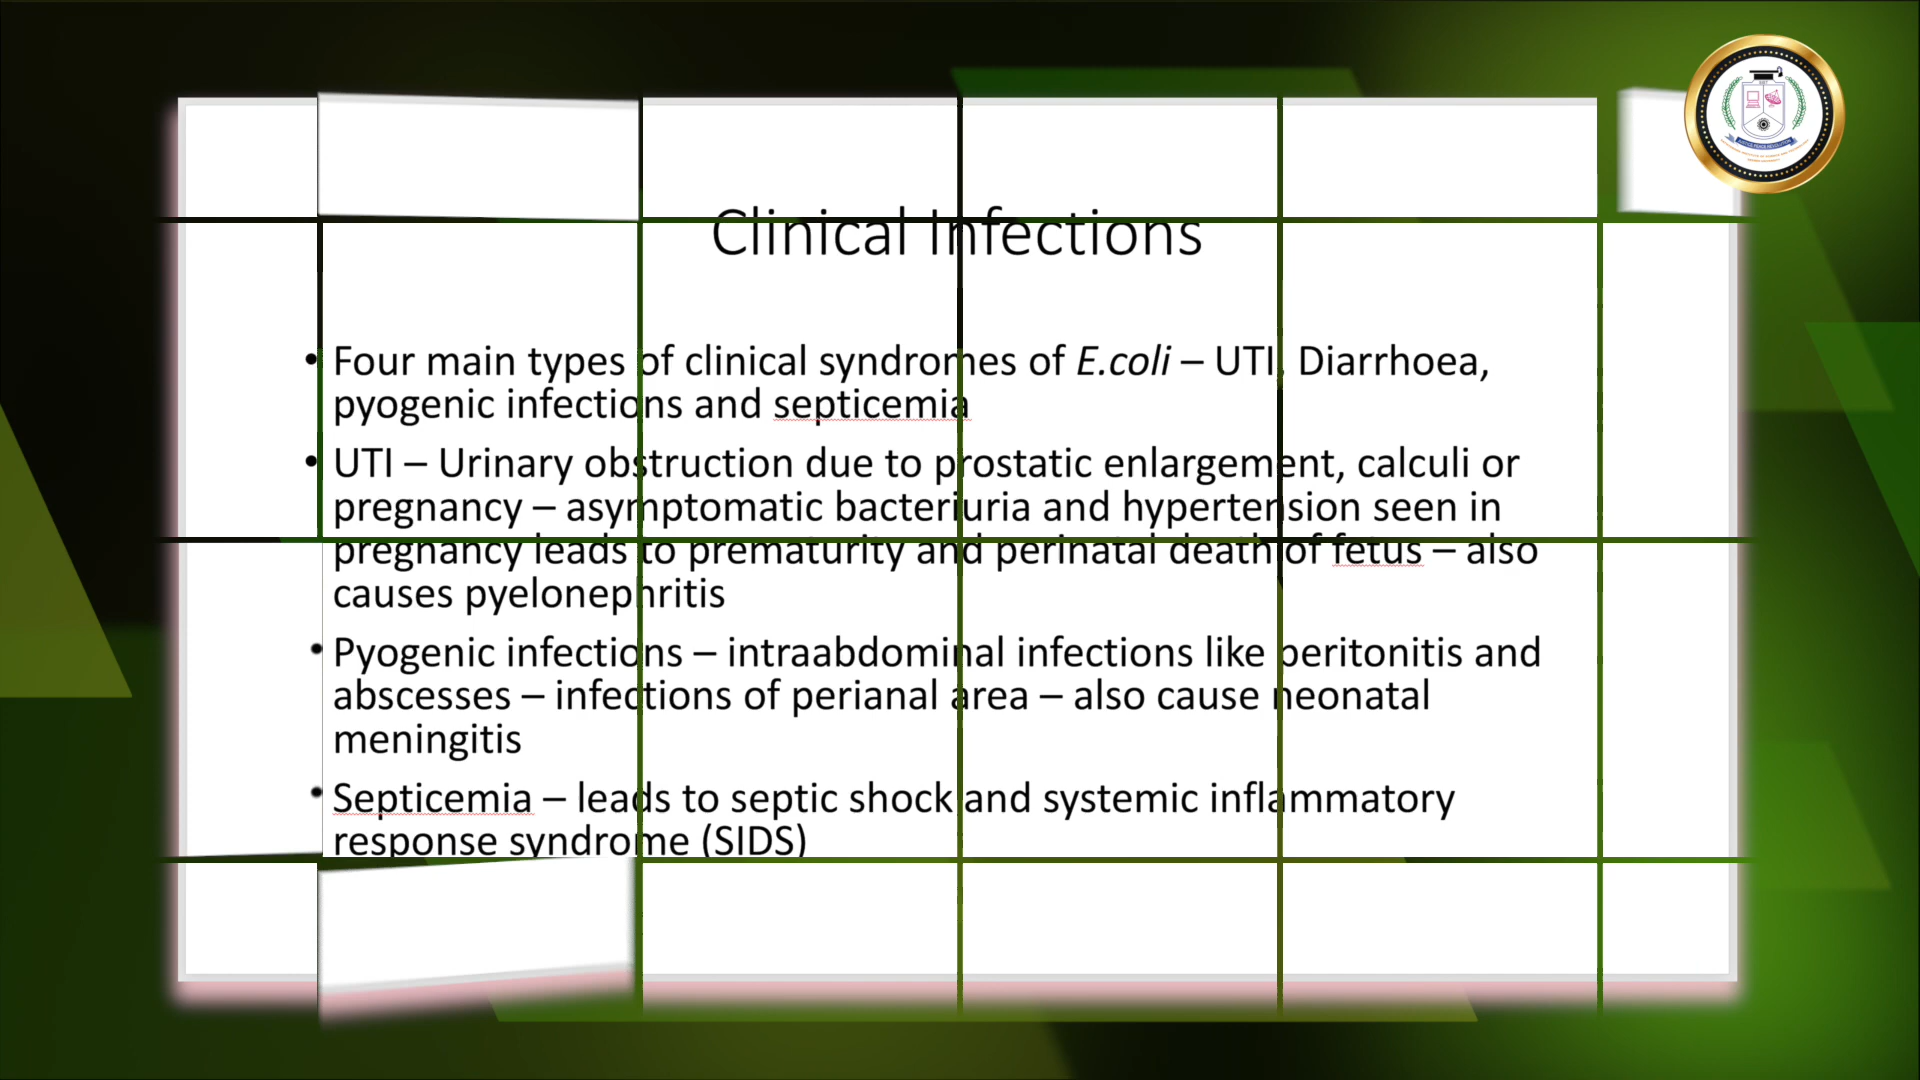 Clinical Infections
• Four main types of clinical syndromes of E.coli – UTI, Diarrhoea,
pyogenic infections and septicemia
• UTI – Urinary obstruction due to prostatic enlargement, calculi or
pregnancy – asymptomatic bacteriuria and hypertension seen in
pregnancy leads to prematurity and perinatal death of fetus – also
causes pyelonephritis
• Pyogenic infections – intraabdominal infections like peritonitis and
abscesses – infections of perianal area – also cause neonatal
meningitis
• Septicemia – leads to septic shock and systemic inflammatory
response syndrome (SIDS)